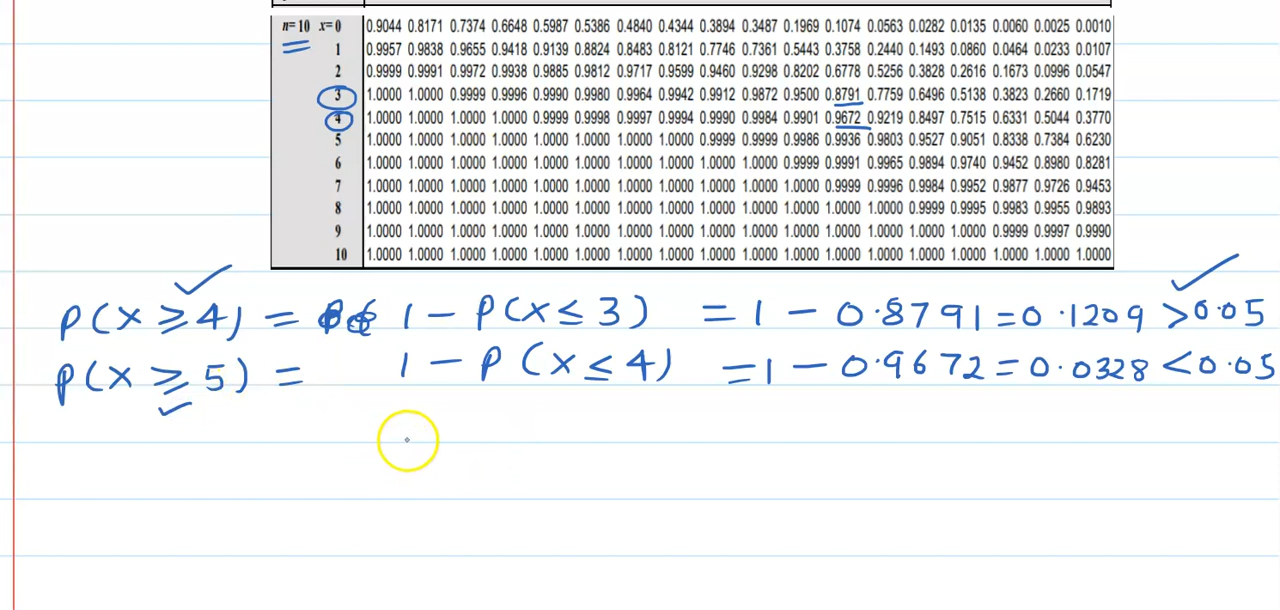 n=10 x=0 0.9044 0.8171 0.7374 0.6648 0.5987 0.5386 0.4840 0.4344 0.3894 0.3487 0.1969 0.1074 0.0563 0.0282 0.0135 0.0060 0.0025 0.0010
1 0.9957 0.9838 0.9655 0.9418 0.9139 0.8824 0.8483 0.8121 0.7746 0.7361 0.5443 0.3758 0.2440 0.1493 0.0860 0.0464 0.0233 0.0107
2 0.9999 0.9991 0.9972 0.9938 0.9885 0.9812 0.9717 0.9599 0.9460 0.9298 0.8202 0.6778 0.5256 0.3828 0.2616 0.1673 0.0996 0.0547
3 1.0000 1.0000 0.9999 0.9996 0.9990 0.9980 0.9964 0.9942 0.9912 0.9872 0.9500 0.8791 0.7759 0.6496 0.5138 0.3823 0.2660 0.1719
4 1.0000 1.0000 1.0000 1.0000 0.9999 0.9998 0.9997 0.9994 0.9990 0.9984 0.9901 0.9672 0.9219 0.8497 0.7515 0.6331 0.5044 0.3770
5 1.0000 1.0000 1.0000 1.0000 1.0000 1.0000 1.0000 1.0000 0.9999 0.9999 0.9986 0.9936 0.9803 0.9527 0.9051 0.8338 0.7384 0.6230
6 1.0000 1.0000 1.0000 1.0000 1.0000 1.0000 1.0000 1.0000 1.0000 1.0000 0.9999 0.9991 0.9965 0.9894 0.9740 0.9452 0.8980 0.8281
7 1.0000 1.0000 1.0000 1.0000 1.0000 1.0000 1.0000 1.0000 1.0000 1.0000 1.0000 0.9999 0.9996 0.9984 0.9952 0.9877 0.9726 0.9453
8 1.0000 1.0000 1.0000 1.0000 1.0000 1.0000 1.0000 1.0000 1.0000 1.0000 1.0000 1.0000 1.0000 0.9999 0.9995 0.9983 0.9955 0.9893
9 1.0000 1.0000 1.0000 1.0000 1.0000 1.0000 1.0000 1.0000 1.0000 1.0000 1.0000 1.0000 1.0000 1.0000 1.0000 0.9999 0.9997 0.9990
10 1.0000 1.0000 1.0000 1.0000 1.0000 1.0000 1.0000 1.0000 1.0000 1.0000 1.0000 1.0000 1.0000 1.0000 1.0000 1.0000 1.0000 1.0000
P(X ≥ 4) = 1 - P(X ≤ 3) = 1 - 0.8791 = 0.1209 > 0.05
P(X ≥ 5) = 1 - P(X ≤ 4) = 1 - 0.9672 = 0.0328 < 0.05